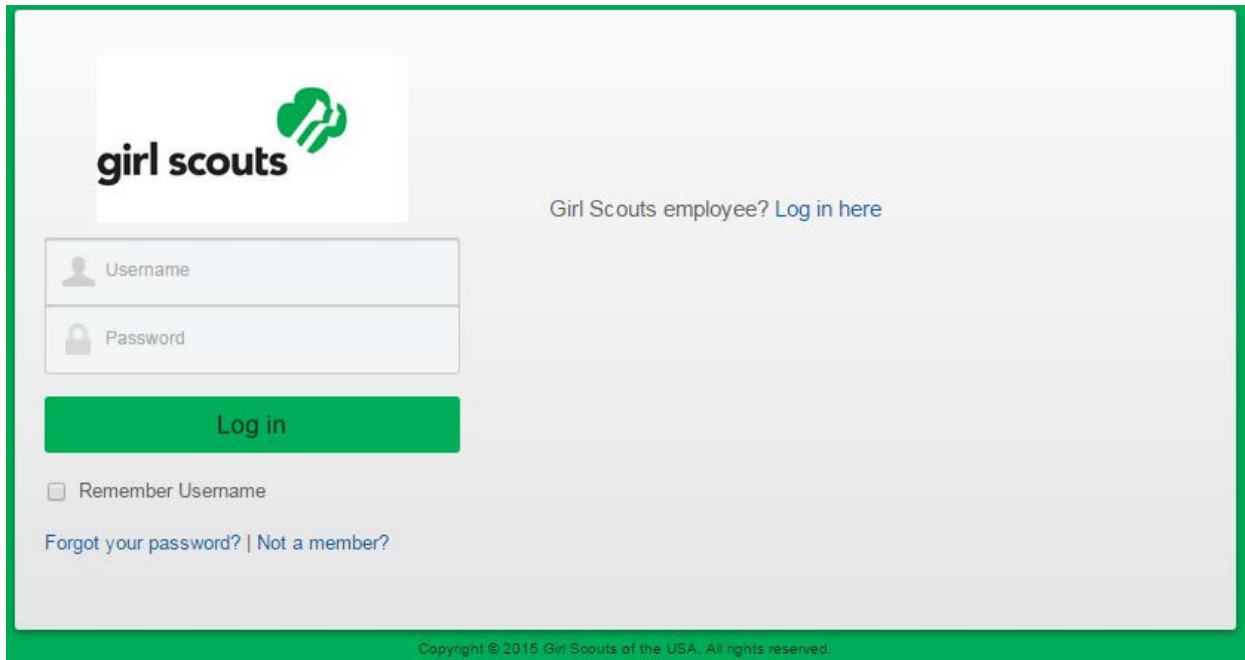 girl scouts
Girl Scouts employee? Log in here
Username
Password
Log in
Remember Username
Forgot your password? | Not a member?
Copyright © 2015 Girl Scouts of the USA. All rights reserved.